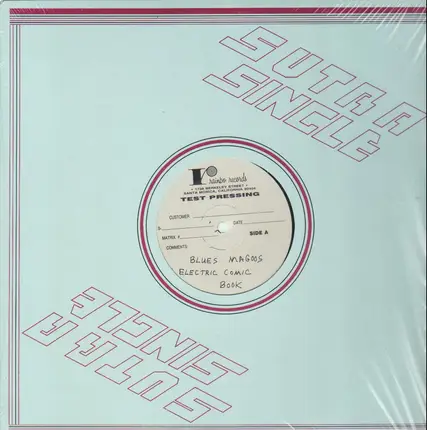 SUTRA
SINGLE
rainbo records
• 1738 BERKELEY STREET •
SANTA MONICA, CALIFORNIA 90404
TEST PRESSING
CUSTOMER
DATE
MATRIX #
SIDE A
COMMENTS:
BLUES MAGOOS
ELECTRIC COMIC
BOOK
SUTRA
SINGLE